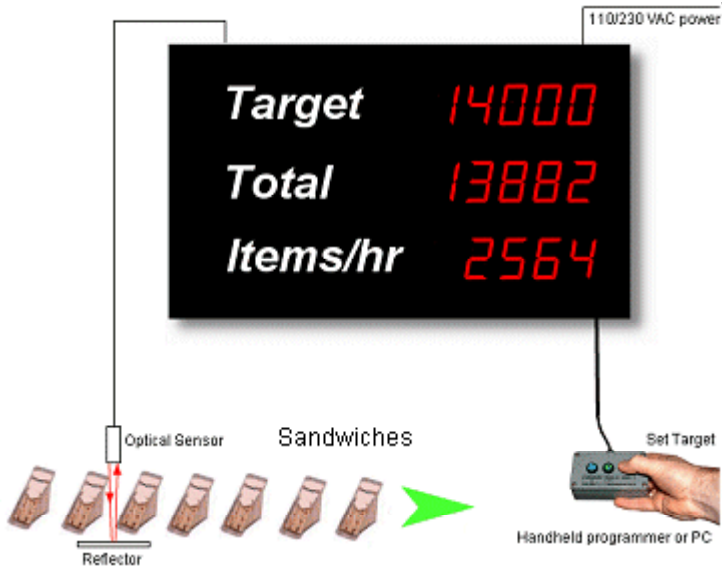 110/230 VAC power
Target 14000
Total 13882
Items/hr 2564
Optical Sensor
Sandwiches
Set Target
Reflector
Handheld programmer or PC